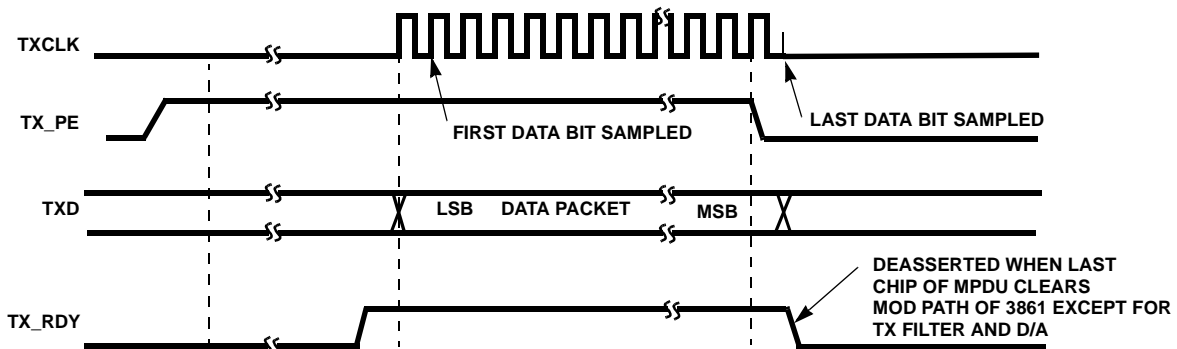 TXCLK
TX_PE
FIRST DATA BIT SAMPLED
LAST DATA BIT SAMPLED
TXD
LSB DATA PACKET MSB
TX_RDY
DEASSERTED WHEN LAST
CHIP OF MPDU CLEARS
MOD PATH OF 3861 EXCEPT FOR
TX FILTER AND D/A